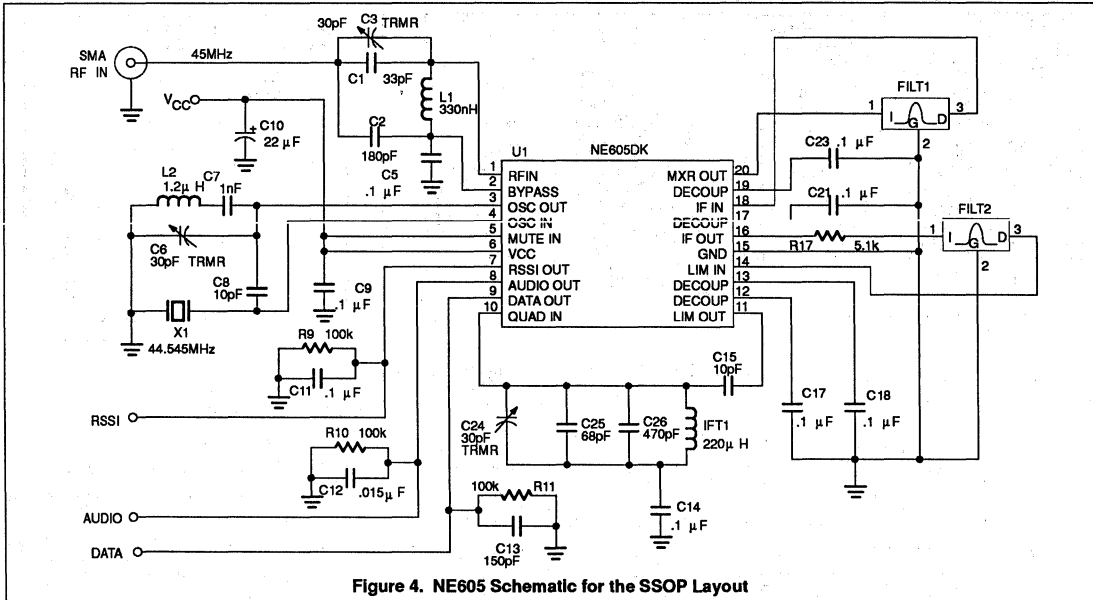 30pF C3 TRMR
SMA
RF IN
45MHz
C1 33pF
L1
330nH
VCC
C10
22 µF
C2
180pF
C5
.1 µF
L2
1.2µ H
C7
1nF
C6
30pF TRMR
C8
10pF
X1
44.545MHz
C9
.1 µF
R9 100k
C11 .1 µF
RSSI
R10 100k
C12 .015µ F
AUDIO
100k R11
C13
150pF
DATA
U1 NE605DK
1 RFIN MXR OUT 20
2 BYPASS DECOUP 19
3 OSC OUT IF IN 18
4 OSC IN DECOUP 17
5 MUTE IN IF OUT 16
6 VCC GND 15
7 RSSI OUT LIM IN 14
8 AUDIO OUT DECOUP 13
9 DATA OUT DECOUP 12
10 QUAD IN LIM OUT 11
FILT1
1 I G D 3
2
C23 .1 µF
C21 .1 µF
R17 5.1k
FILT2
1 I G D 3
2
C15
10pF
C24
30pF
TRMR
C25
68pF
C26
470pF
IFT1
220µ H
C14
.1 µF
C17
.1 µF
C18
.1 µF
Figure 4. NE605 Schematic for the SSOP Layout